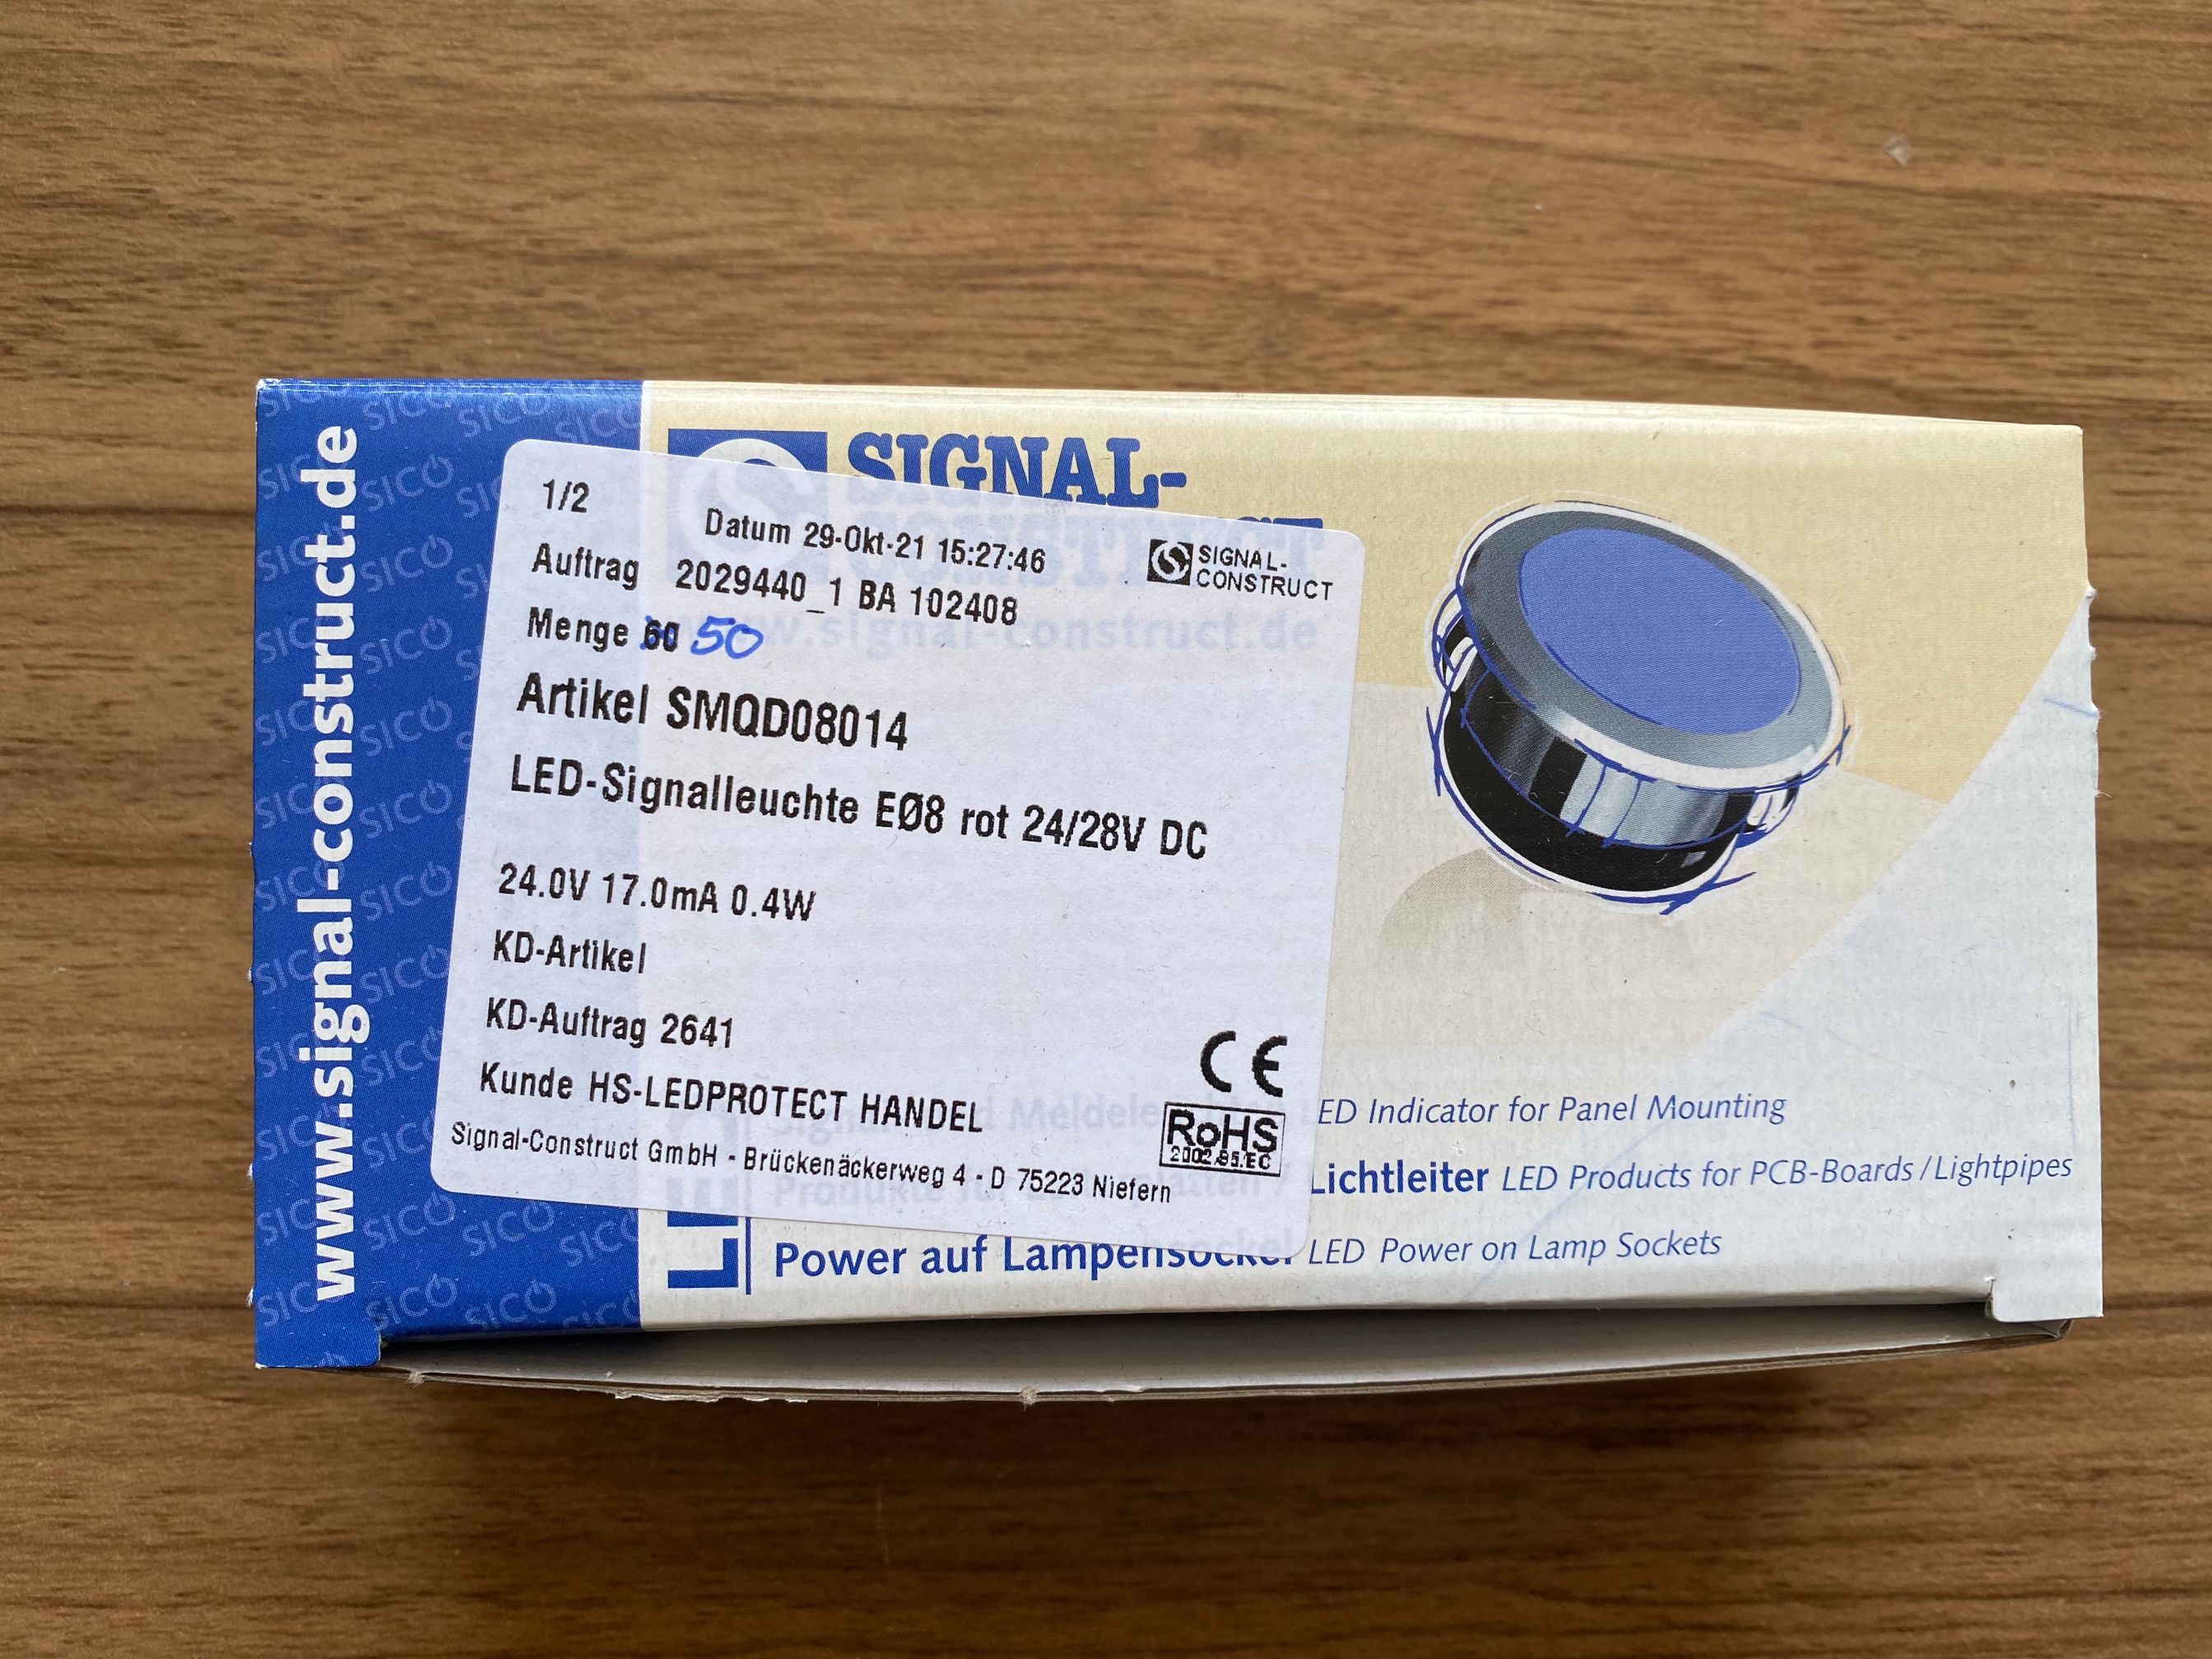 www.signal-construct.de
SIGNAL-
1/2
Datum 29-Okt-21 15:27:46
SIGNAL-
CONSTRUCT
Auftrag 2029440_1 BA 102408
Menge 60 50
Artikel SMQD08014
LED-Signalleuchte EØ8 rot 24/28V DC
24.0V 17.0mA 0.4W
KD-Artikel
KD-Auftrag 2641
Kunde HS-LEDPROTECT HANDEL
CE
RoHS
2002.95.EC
Signal-Construct GmbH - Brückenäckerweg 4 - D 75223 Niefern
ED Indicator for Panel Mounting
Lichtleiter LED Products for PCB-Boards / Lightpipes
Power auf Lampensockel LED Power on Lamp Sockets
SICO